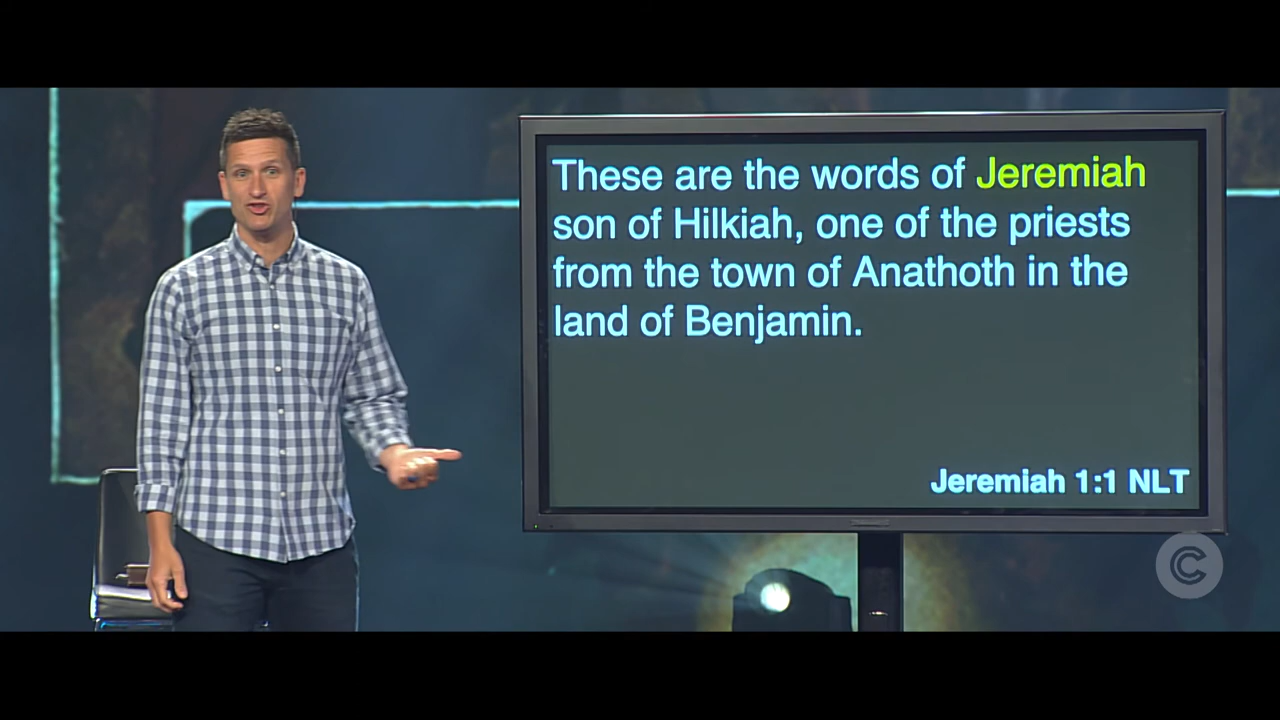 These are the words of Jeremiah
son of Hilkiah, one of the priests
from the town of Anathoth in the
land of Benjamin.
Jeremiah 1:1 NLT
C